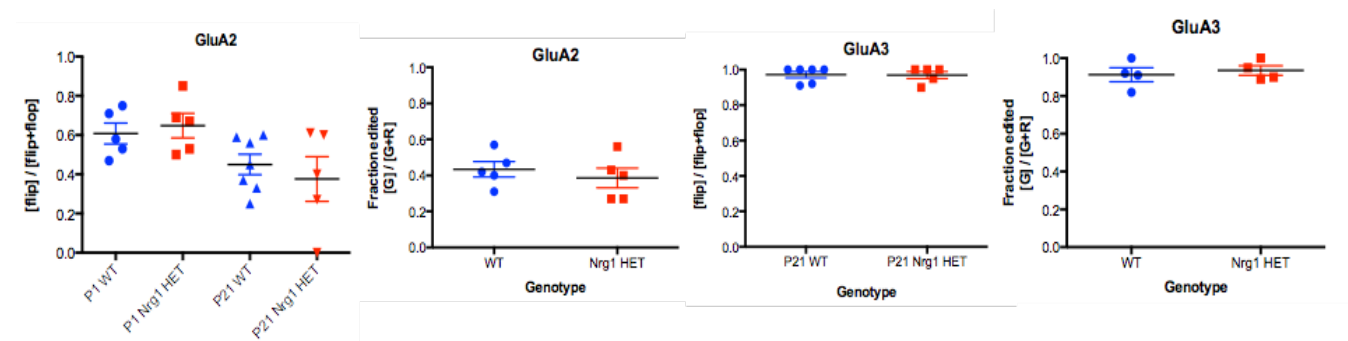 GluA2
[flip] / [flip+flop]
1.0
0.8
0.6
0.4
0.2
0.0
P1 WT
P1 Nrg1 HET
P21 WT
P21 Nrg1 HET
GluA2
Fraction edited
[G] / [G+R]
1.0
0.8
0.6
0.4
0.2
0.0
WT
Nrg1 HET
Genotype
GluA3
[flip] / [flip+flop]
1.0
0.8
0.6
0.4
0.2
0.0
P21 WT
P21 Nrg1 HET
Genotype
GluA3
Fraction edited
[G] / [G+R]
1.0
0.8
0.6
0.4
0.2
0.0
WT
Nrg1 HET
Genotype